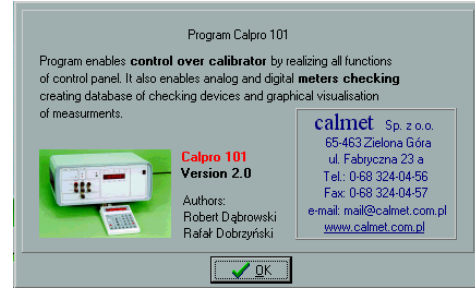 Program Calpro 101
Program enables control over calibrator by realizing all functions
of control panel. It also enables analog and digital meters checking
creating database of checking devices and graphical visualisation
of measurments.
Calpro 101
Version 2.0
Authors:
Robert Dąbrowski
Rafał Dobrzyński
calmet Sp. z o.o.
65-463 Zielona Góra
ul. Fabryczna 23 a
Tel.: 0-68 324-04-56
Fax: 0-68 324-04-57
e-mail: mail@calmet.com.pl
www.calmet.com.pl
OK